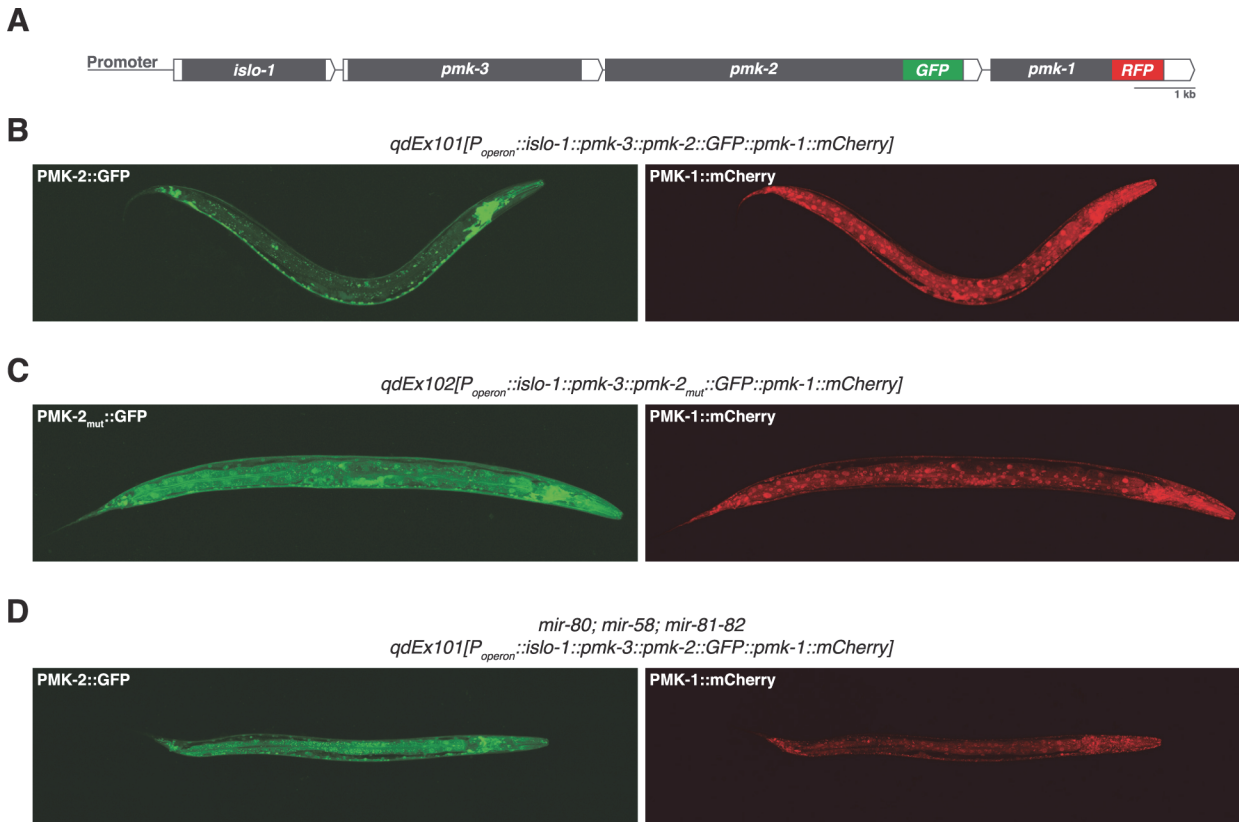 A
Promoter islo-1 pmk-3 pmk-2 GFP pmk-1 RFP
1 kb
B
qdEx101[Poperon::islo-1::pmk-3::pmk-2::GFP::pmk-1::mCherry]
PMK-2::GFP PMK-1::mCherry
C
qdEx102[Poperon::islo-1::pmk-3::pmk-2mut::GFP::pmk-1::mCherry]
PMK-2mut::GFP PMK-1::mCherry
D
mir-80; mir-58; mir-81-82
qdEx101[Poperon::islo-1::pmk-3::pmk-2::GFP::pmk-1::mCherry]
PMK-2::GFP PMK-1::mCherry